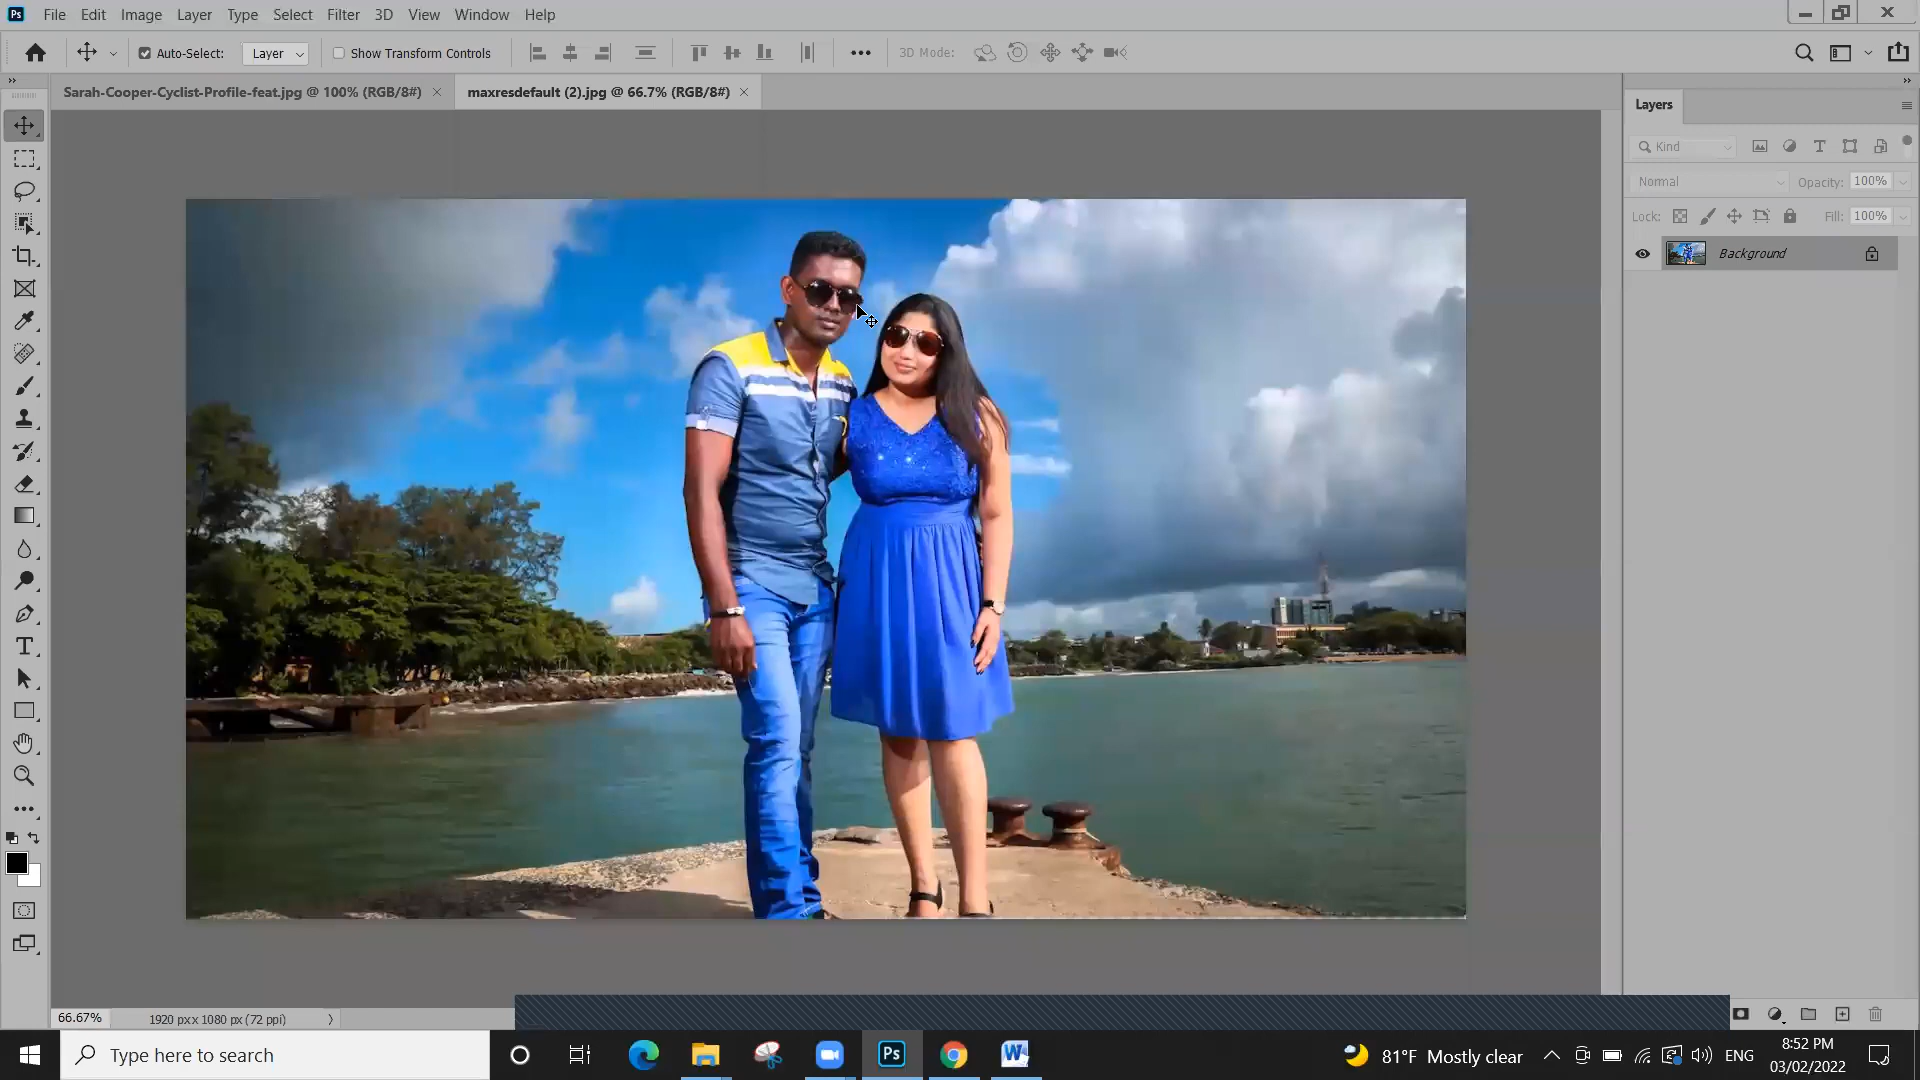 Ps File Edit Image Layer Type Select Filter 3D View Window Help
Auto-Select: Layer Show Transform Controls 3D Mode:
Sarah-Cooper-Cyclist-Profile-feat.jpg @ 100% (RGB/8#) maxresdefault (2).jpg @ 66.7% (RGB/8#)
Layers
Kind
Normal Opacity: 100%
Lock: Fill: 100%
Background
66.67% 1920 px x 1080 px (72 ppi)
Type here to search
Ps
W
81°F Mostly clear
ENG
8:52 PM
03/02/2022